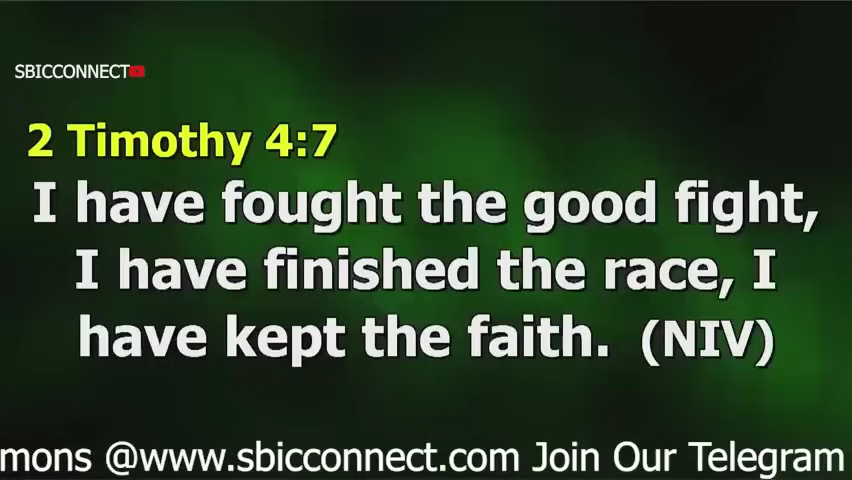 SBICCONNECT
2 Timothy 4:7
I have fought the good fight,
I have finished the race, I
have kept the faith. (NIV)
mons @www.sbicconnect.com Join Our Telegram